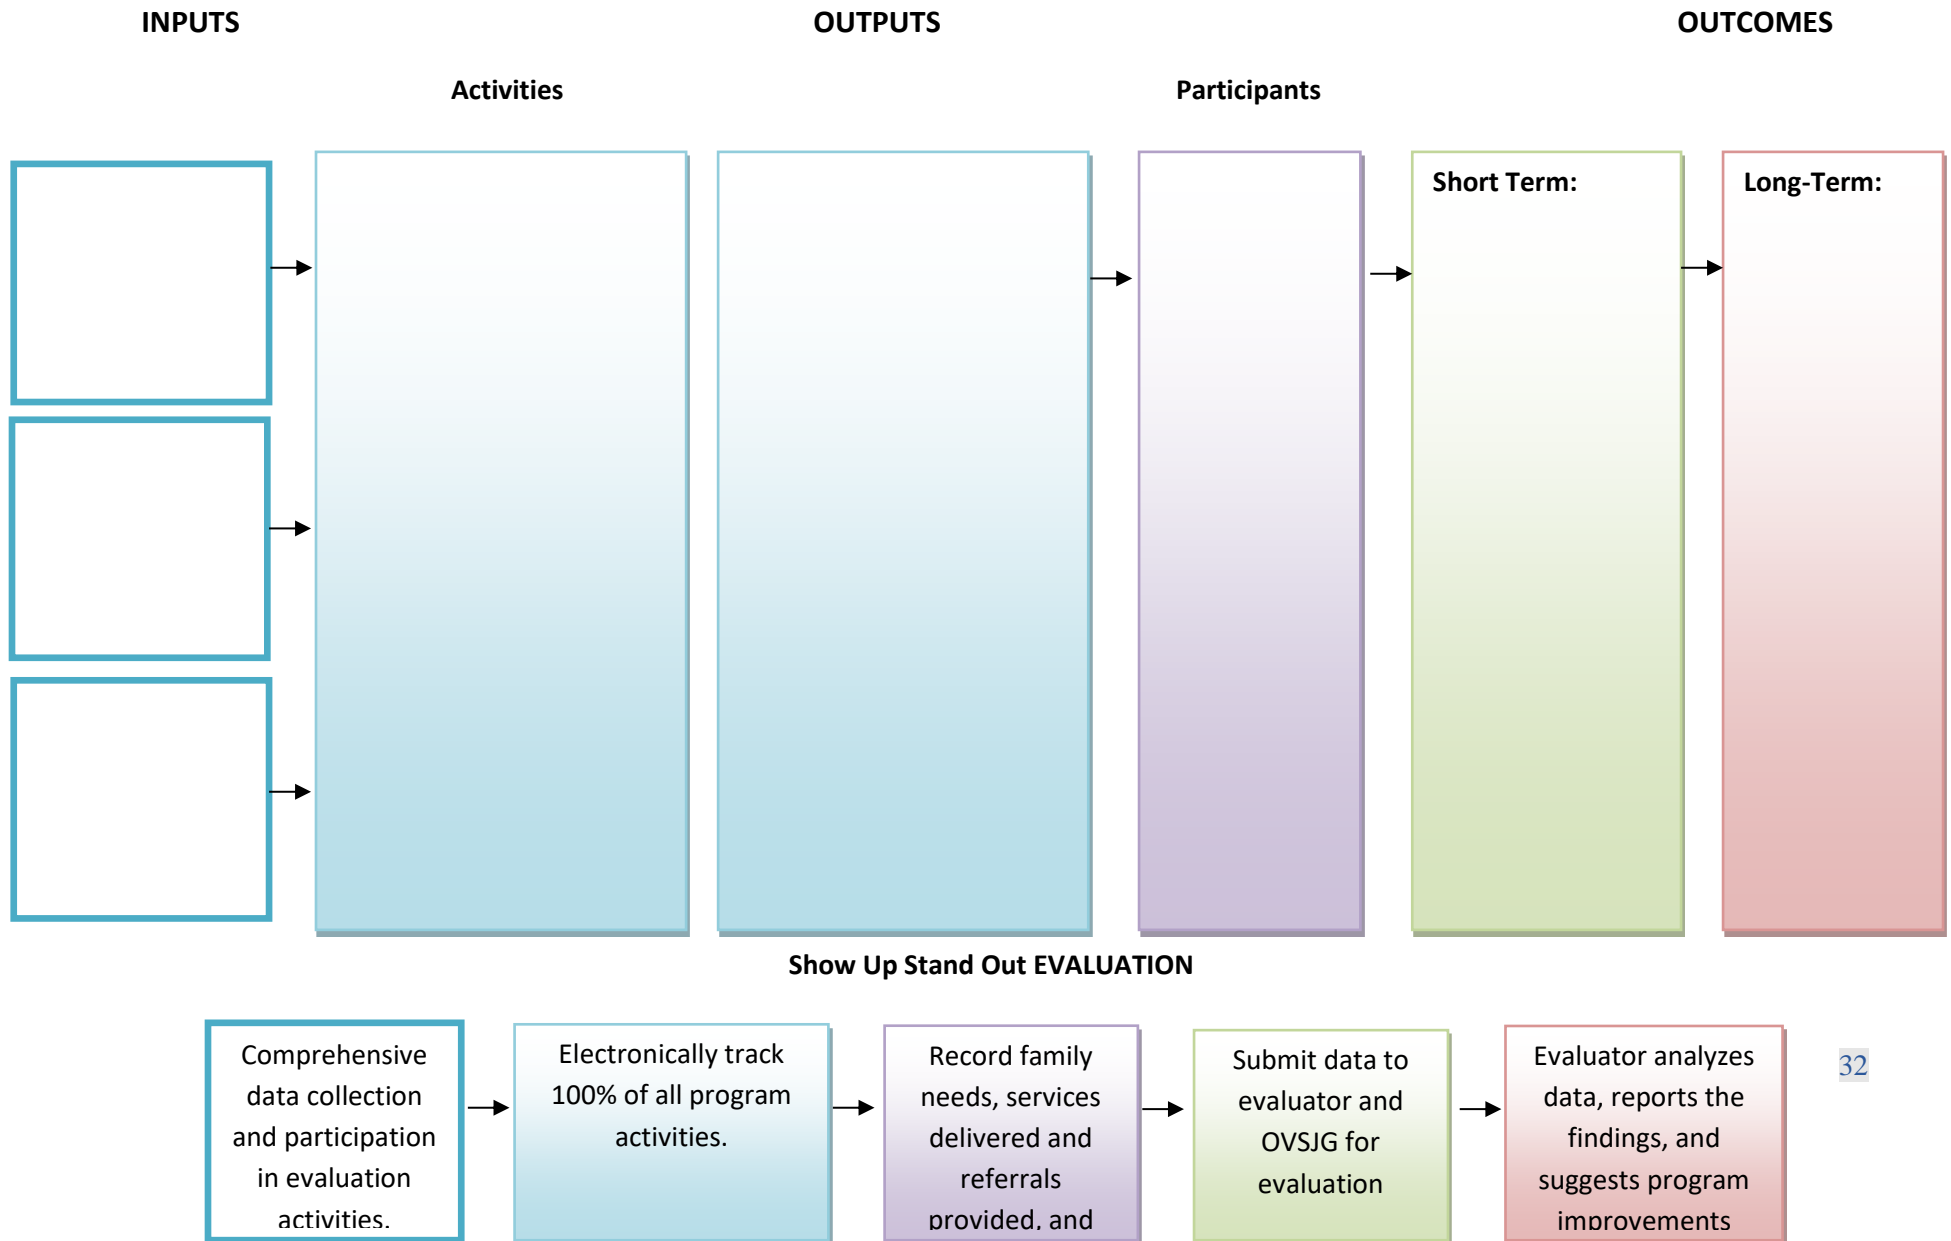 INPUTS
OUTPUTS
OUTCOMES
Activities
Participants
Short Term:
Long-Term:
Show Up Stand Out EVALUATION
Comprehensive
data collection
and participation
in evaluation
activities.
Electronically track
100% of all program
activities.
Record family
needs, services
delivered and
referrals
provided, and
Submit data to
evaluator and
OVSJG for
evaluation
Evaluator analyzes
data, reports the
findings, and
suggests program
improvements
32